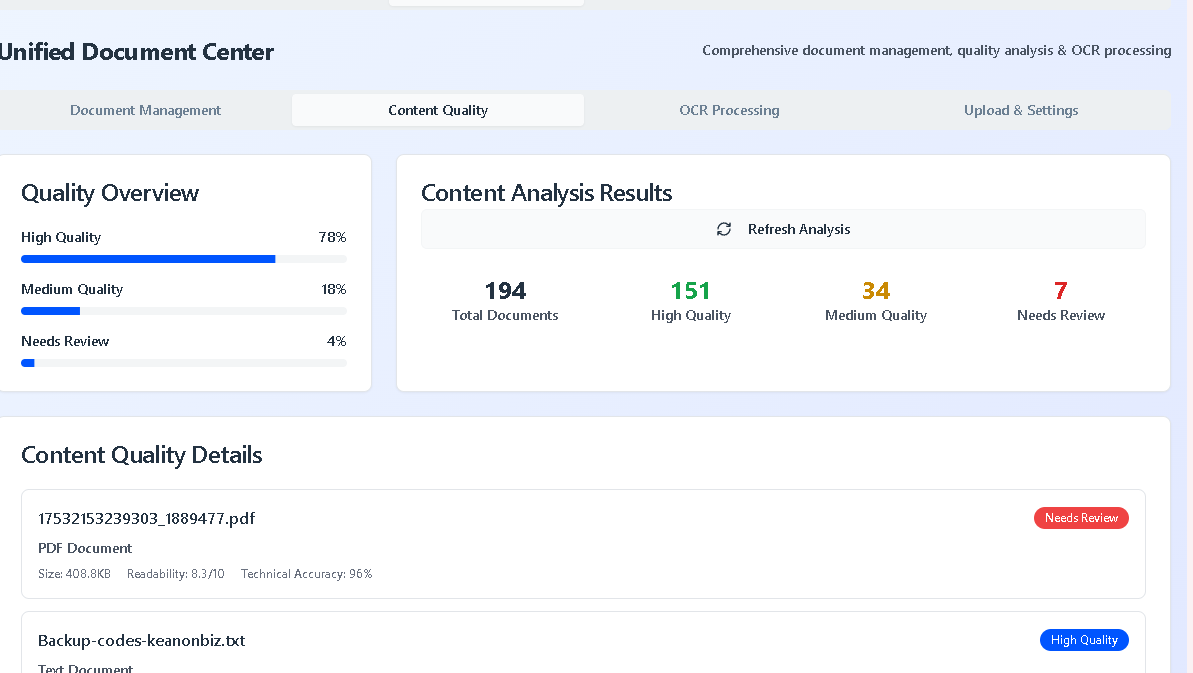 Unified Document Center
Comprehensive document management, quality analysis & OCR processing
Document Management
Content Quality
OCR Processing
Upload & Settings
Quality Overview
High Quality 78%
Medium Quality 18%
Needs Review 4%
Content Analysis Results
Refresh Analysis
194 151 34 7
Total Documents High Quality Medium Quality Needs Review
Content Quality Details
17532153239303_1889477.pdf Needs Review
PDF Document
Size: 408.8KB Readability: 8.3/10 Technical Accuracy: 96%
Backup-codes-keanonbiz.txt High Quality
Text Document